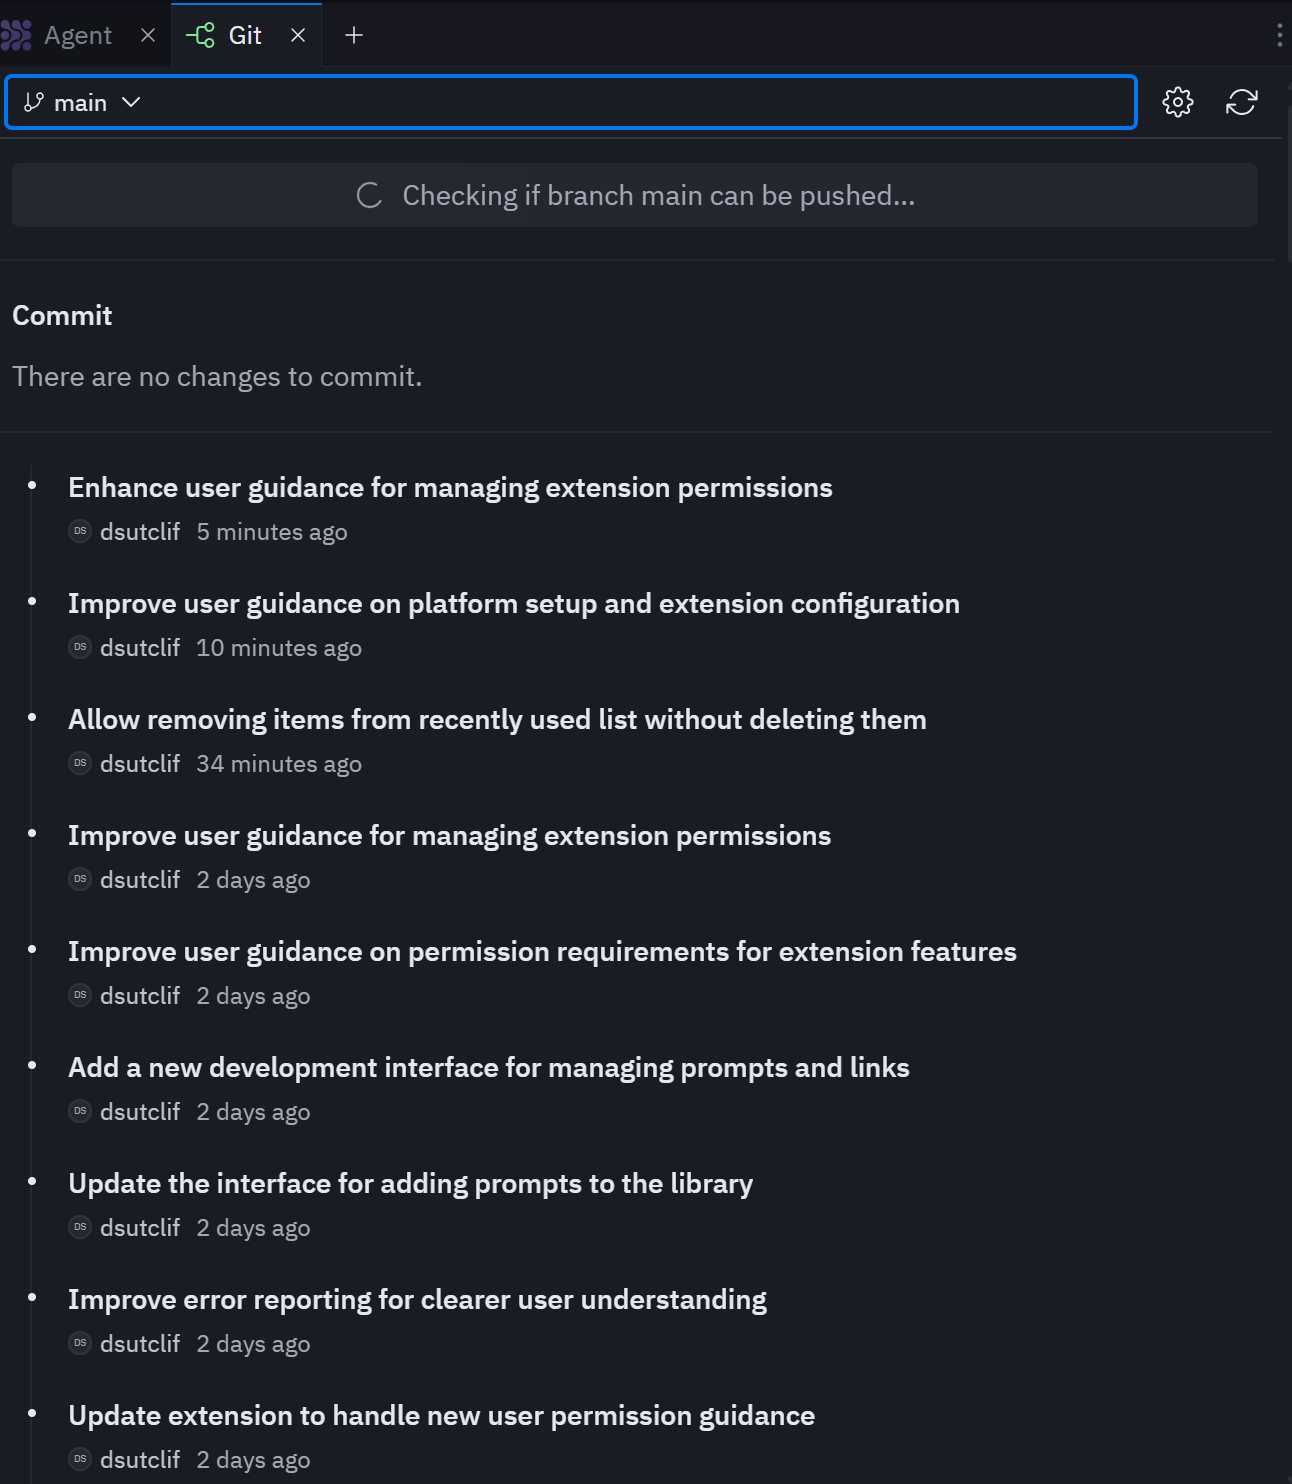 Agent
Git
main
Checking if branch main can be pushed...
Commit
There are no changes to commit.
Enhance user guidance for managing extension permissions
DS dsutclif 5 minutes ago
Improve user guidance on platform setup and extension configuration
DS dsutclif 10 minutes ago
Allow removing items from recently used list without deleting them
DS dsutclif 34 minutes ago
Improve user guidance for managing extension permissions
DS dsutclif 2 days ago
Improve user guidance on permission requirements for extension features
DS dsutclif 2 days ago
Add a new development interface for managing prompts and links
DS dsutclif 2 days ago
Update the interface for adding prompts to the library
DS dsutclif 2 days ago
Improve error reporting for clearer user understanding
DS dsutclif 2 days ago
Update extension to handle new user permission guidance
DS dsutclif 2 days ago